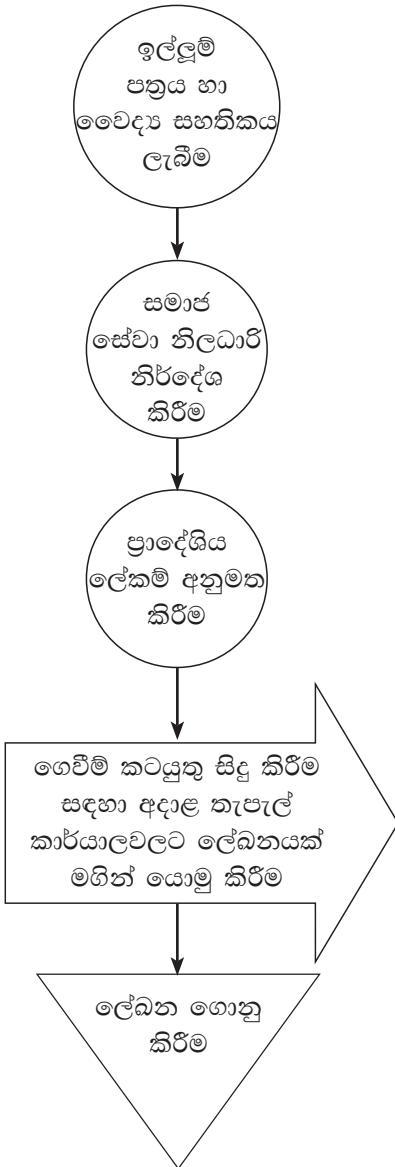 ඉල්ලුම්
පත්‍රය හා
වෛද්‍ය සහතිකය
ලැබීම
සමාජ
සේවා නිලධාරි
නිර්දේශ
කිරීම
ප්‍රාදේශිය
ලේකම් අනුමත
කිරීම
ගෙවීම් කටයුතු සිදු කිරීම
සඳහා අදාළ තැපැල්
කාර්යාලවලට ලේඛනයක්
මගින් යොමු කිරීම
ලේඛන ගොනු
කිරීම